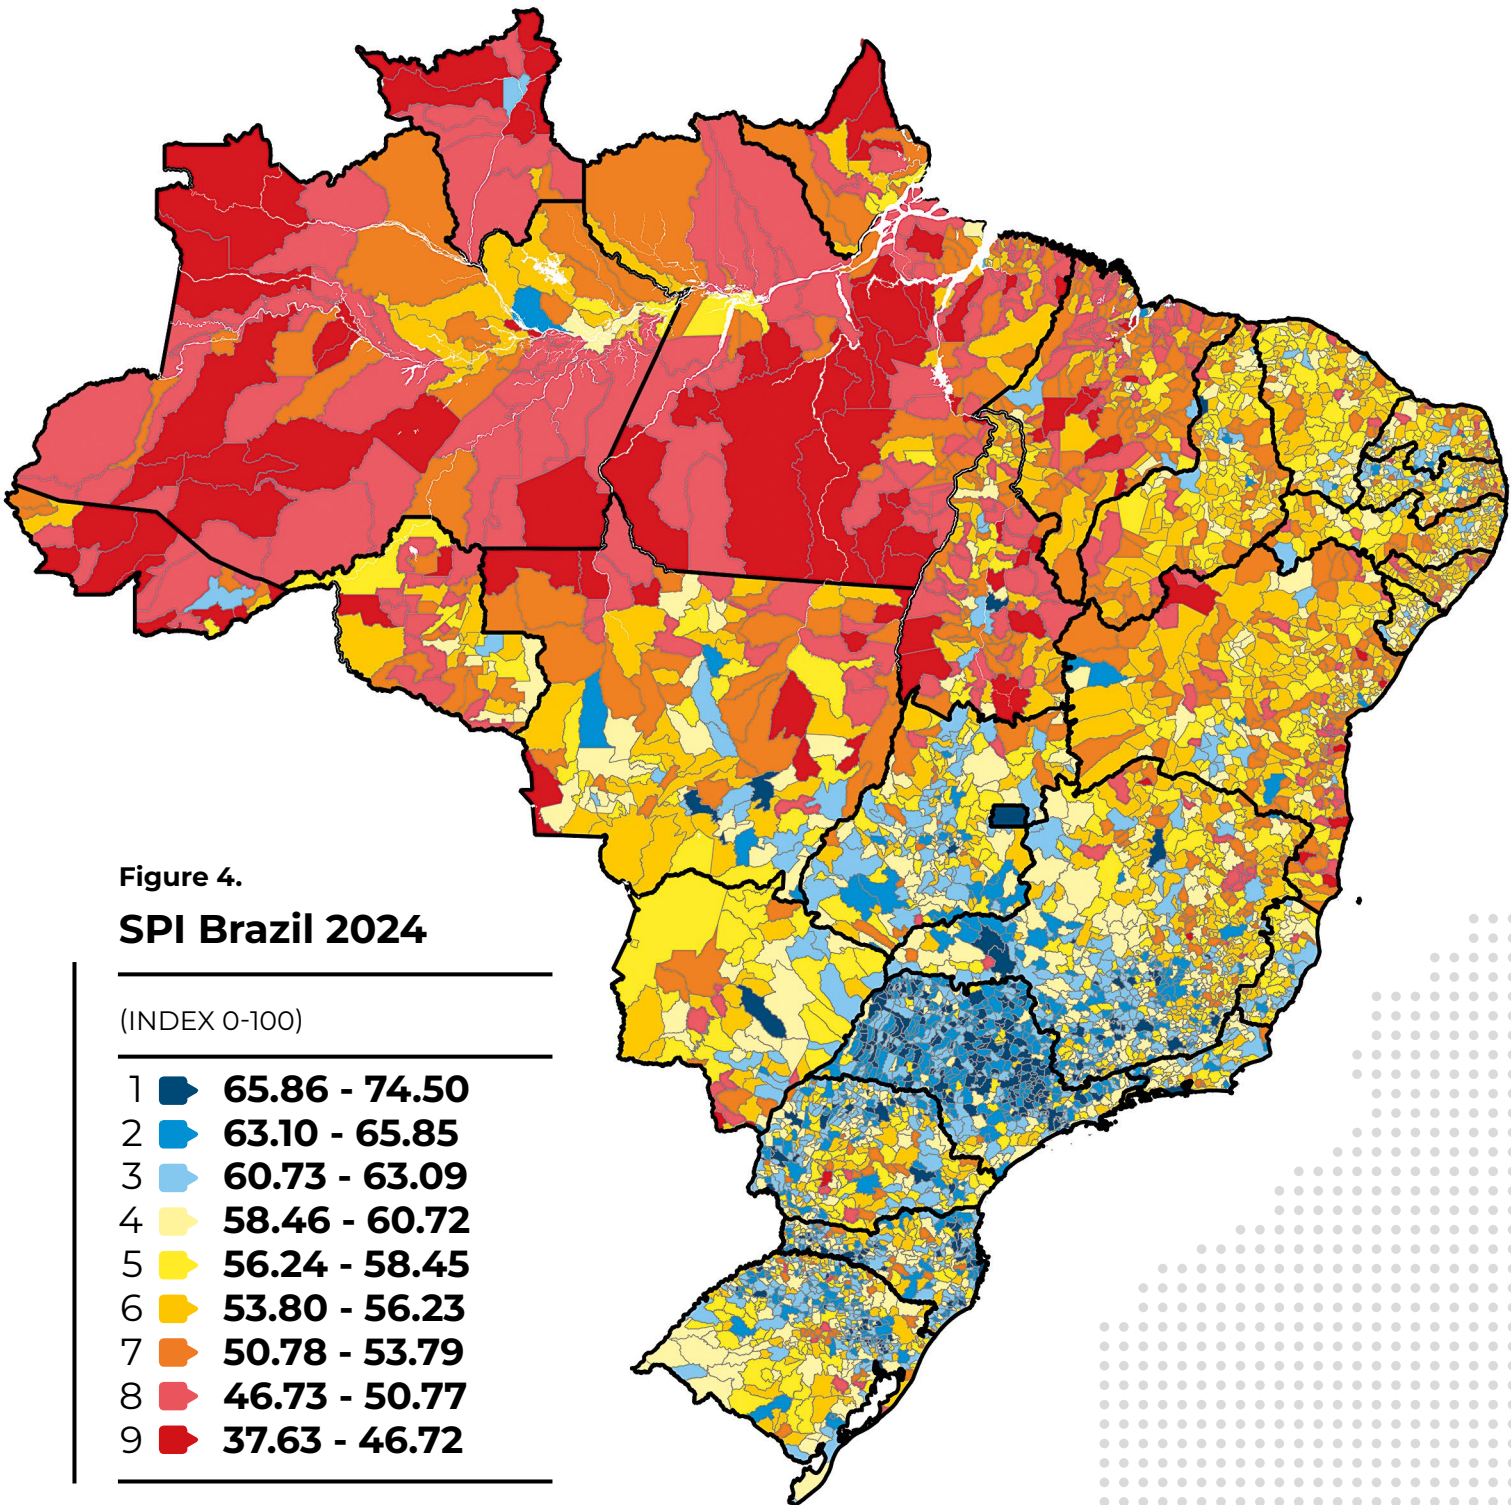 Figure 4.
SPI Brazil 2024
(INDEX 0-100)
1 65.86 - 74.50
2 63.10 - 65.85
3 60.73 - 63.09
4 58.46 - 60.72
5 56.24 - 58.45
6 53.80 - 56.23
7 50.78 - 53.79
8 46.73 - 50.77
9 37.63 - 46.72